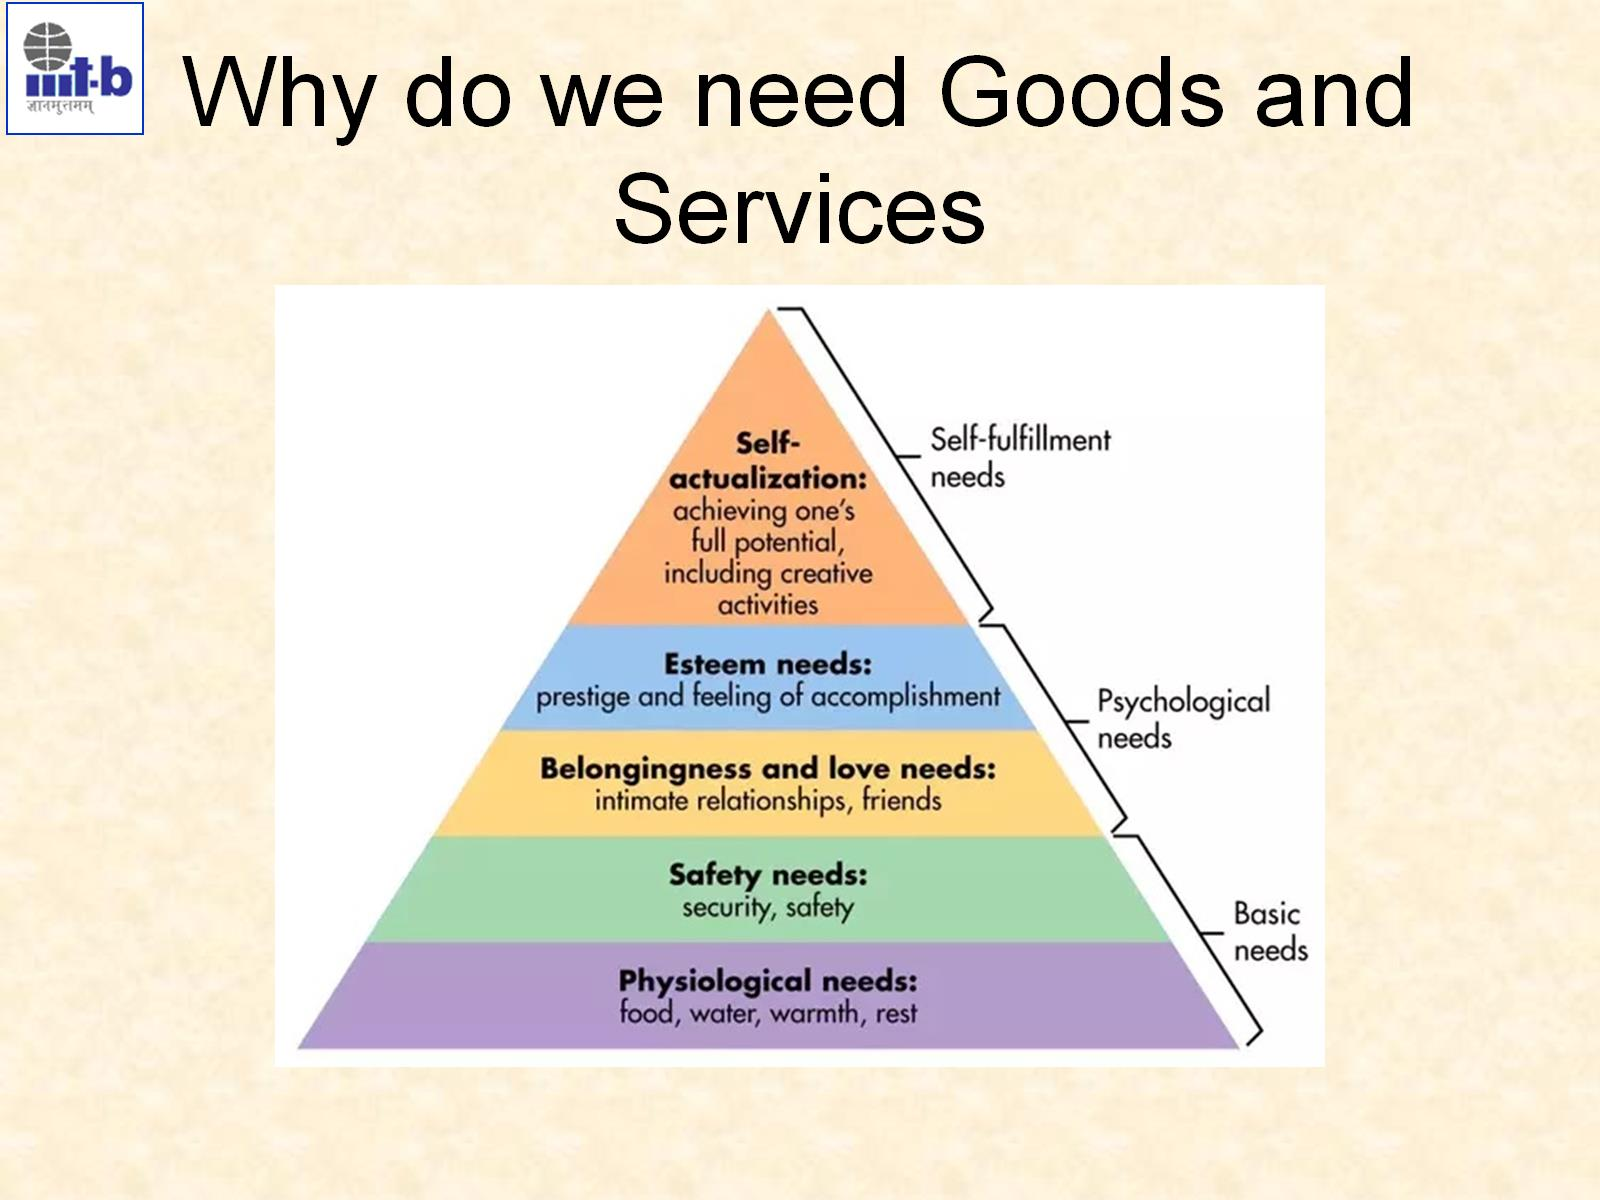 iiit-b
ज्ञानमुत्तमम्
Why do we need Goods and
Services
Self-
actualization:
achieving one's
full potential,
including creative
activities
Self-fulfillment
needs
Esteem needs:
prestige and feeling of accomplishment
Psychological
needs
Belongingness and love needs:
intimate relationships, friends
Safety needs:
security, safety
Basic
needs
Physiological needs:
food, water, warmth, rest